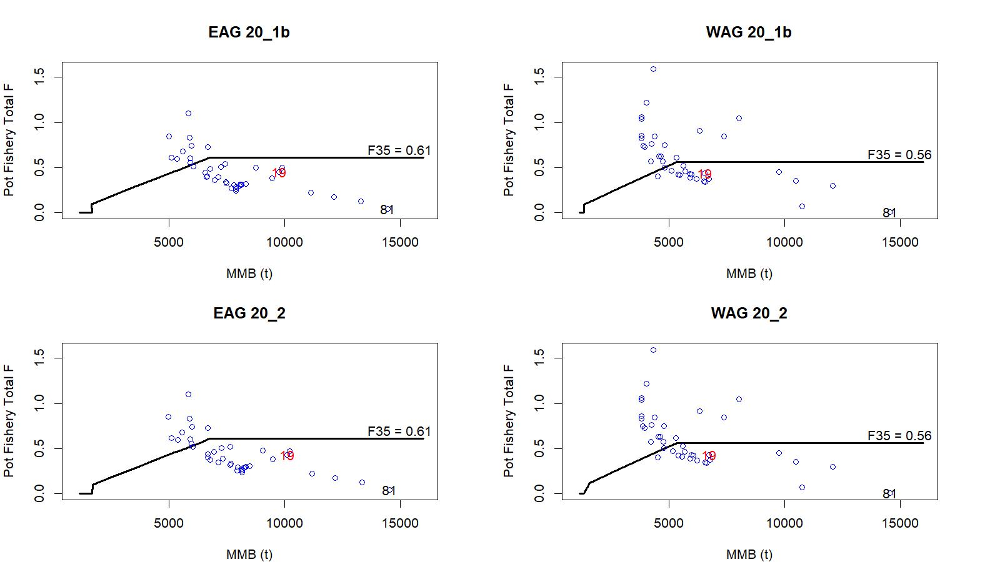 EAG 20_1b
Pot Fishery Total F
1.5
1.0
0.5
0.0
F35 = 0.61
19
81
5000 10000 15000
MMB (t)
WAG 20_1b
Pot Fishery Total F
1.5
1.0
0.5
0.0
F35 = 0.56
19
81
5000 10000 15000
MMB (t)
EAG 20_2
Pot Fishery Total F
1.5
1.0
0.5
0.0
F35 = 0.61
19
81
5000 10000 15000
MMB (t)
WAG 20_2
Pot Fishery Total F
1.5
1.0
0.5
0.0
F35 = 0.56
19
81
5000 10000 15000
MMB (t)